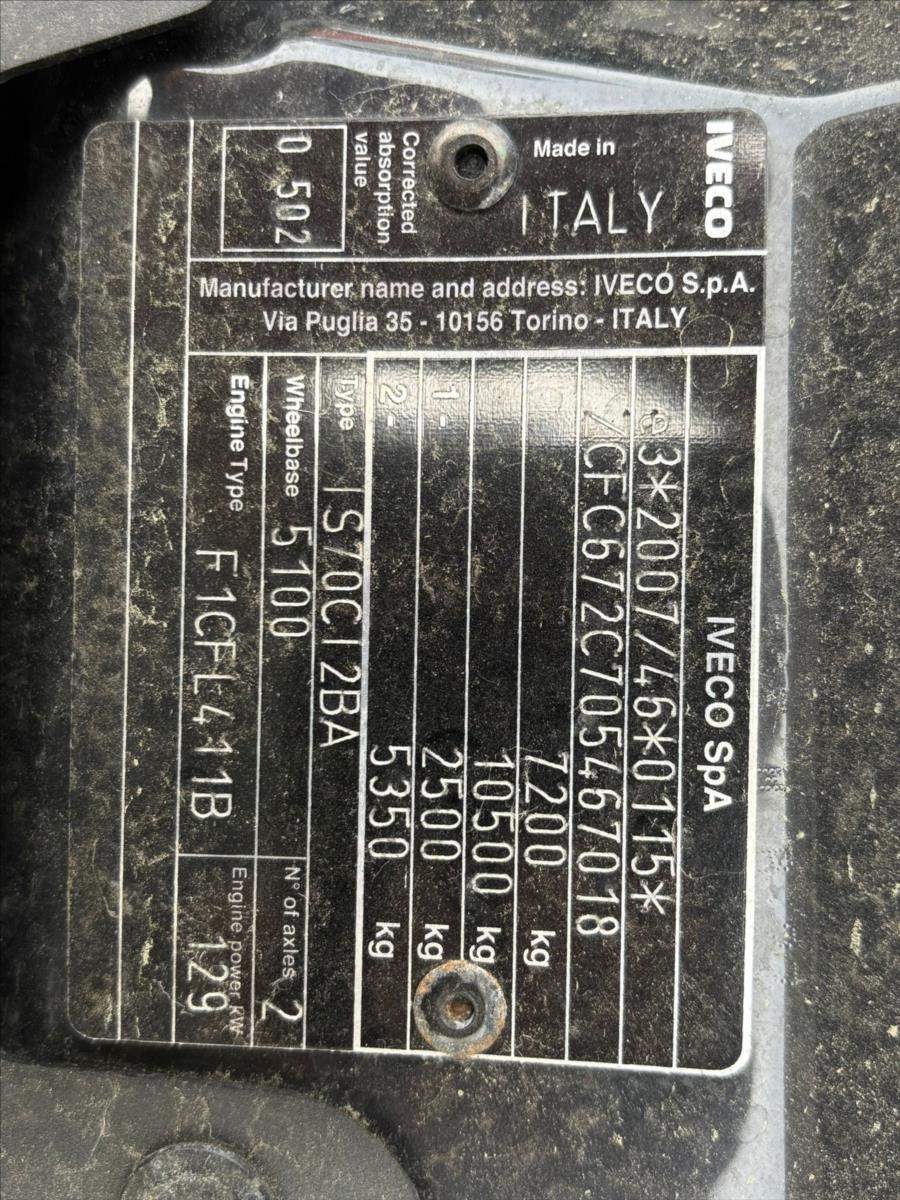 IVECO
Made in
ITALY
Corrected
absorption
value
0 502
Manufacturer name and address: IVECO S.p.A.
Via Puglia 35 - 10156 Torino - ITALY
IVECO SpA
e3*2007/46*0115*
ZCFC672C705467018
7200 kg
10500 kg
1- 2500 kg
2- 5350 kg
Type IS70CI2BA
Wheelbase 5100
N° of axles 2
Engine Type F1CFL411B
Engine power kW 129